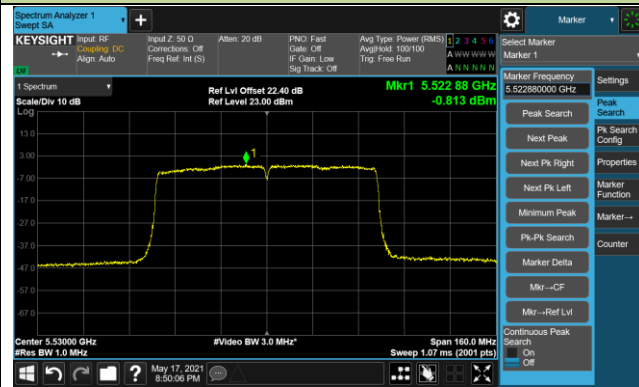 Spectrum Analyzer 1
Swept SA
+
Marker
KEYSIGHT
Input: RF
Coupling: DC
Align: Auto
Input Z: 50 Ω
Corrections: Off
Freq Ref: Int (S)
Atten: 20 dB
PNO: Fast
Gate: Off
IF Gain: Low
Sig Track: Off
Avg Type: Power (RMS)
Avg|Hold: 100/100
Trig: Free Run
1 2 3 4 5 6
A W W W W W
A N N N N N
Select Marker
Marker 1
1 Spectrum
Scale/Div 10 dB
Log
Ref Lvl Offset 22.40 dB
Ref Level 23.00 dBm
Mkr1 5.522 88 GHz
-0.813 dBm
13.0
3.00
-7.00
-17.0
-27.0
-37.0
-47.0
-57.0
-67.0
1
Center 5.53000 GHz
#Res BW 1.0 MHz
#Video BW 3.0 MHz*
Span 160.0 MHz
Sweep 1.07 ms (2001 pts)
Marker Frequency
5.522880000 GHz
Peak Search
Next Peak
Next Pk Right
Next Pk Left
Minimum Peak
Pk-Pk Search
Marker Delta
Mkr→CF
Mkr→Ref Lvl
Continuous Peak
Search
On
Off
Settings
Peak
Search
Pk Search
Config
Properties
Marker
Function
Marker→
Counter
?
May 17, 2021
8:50:06 PM